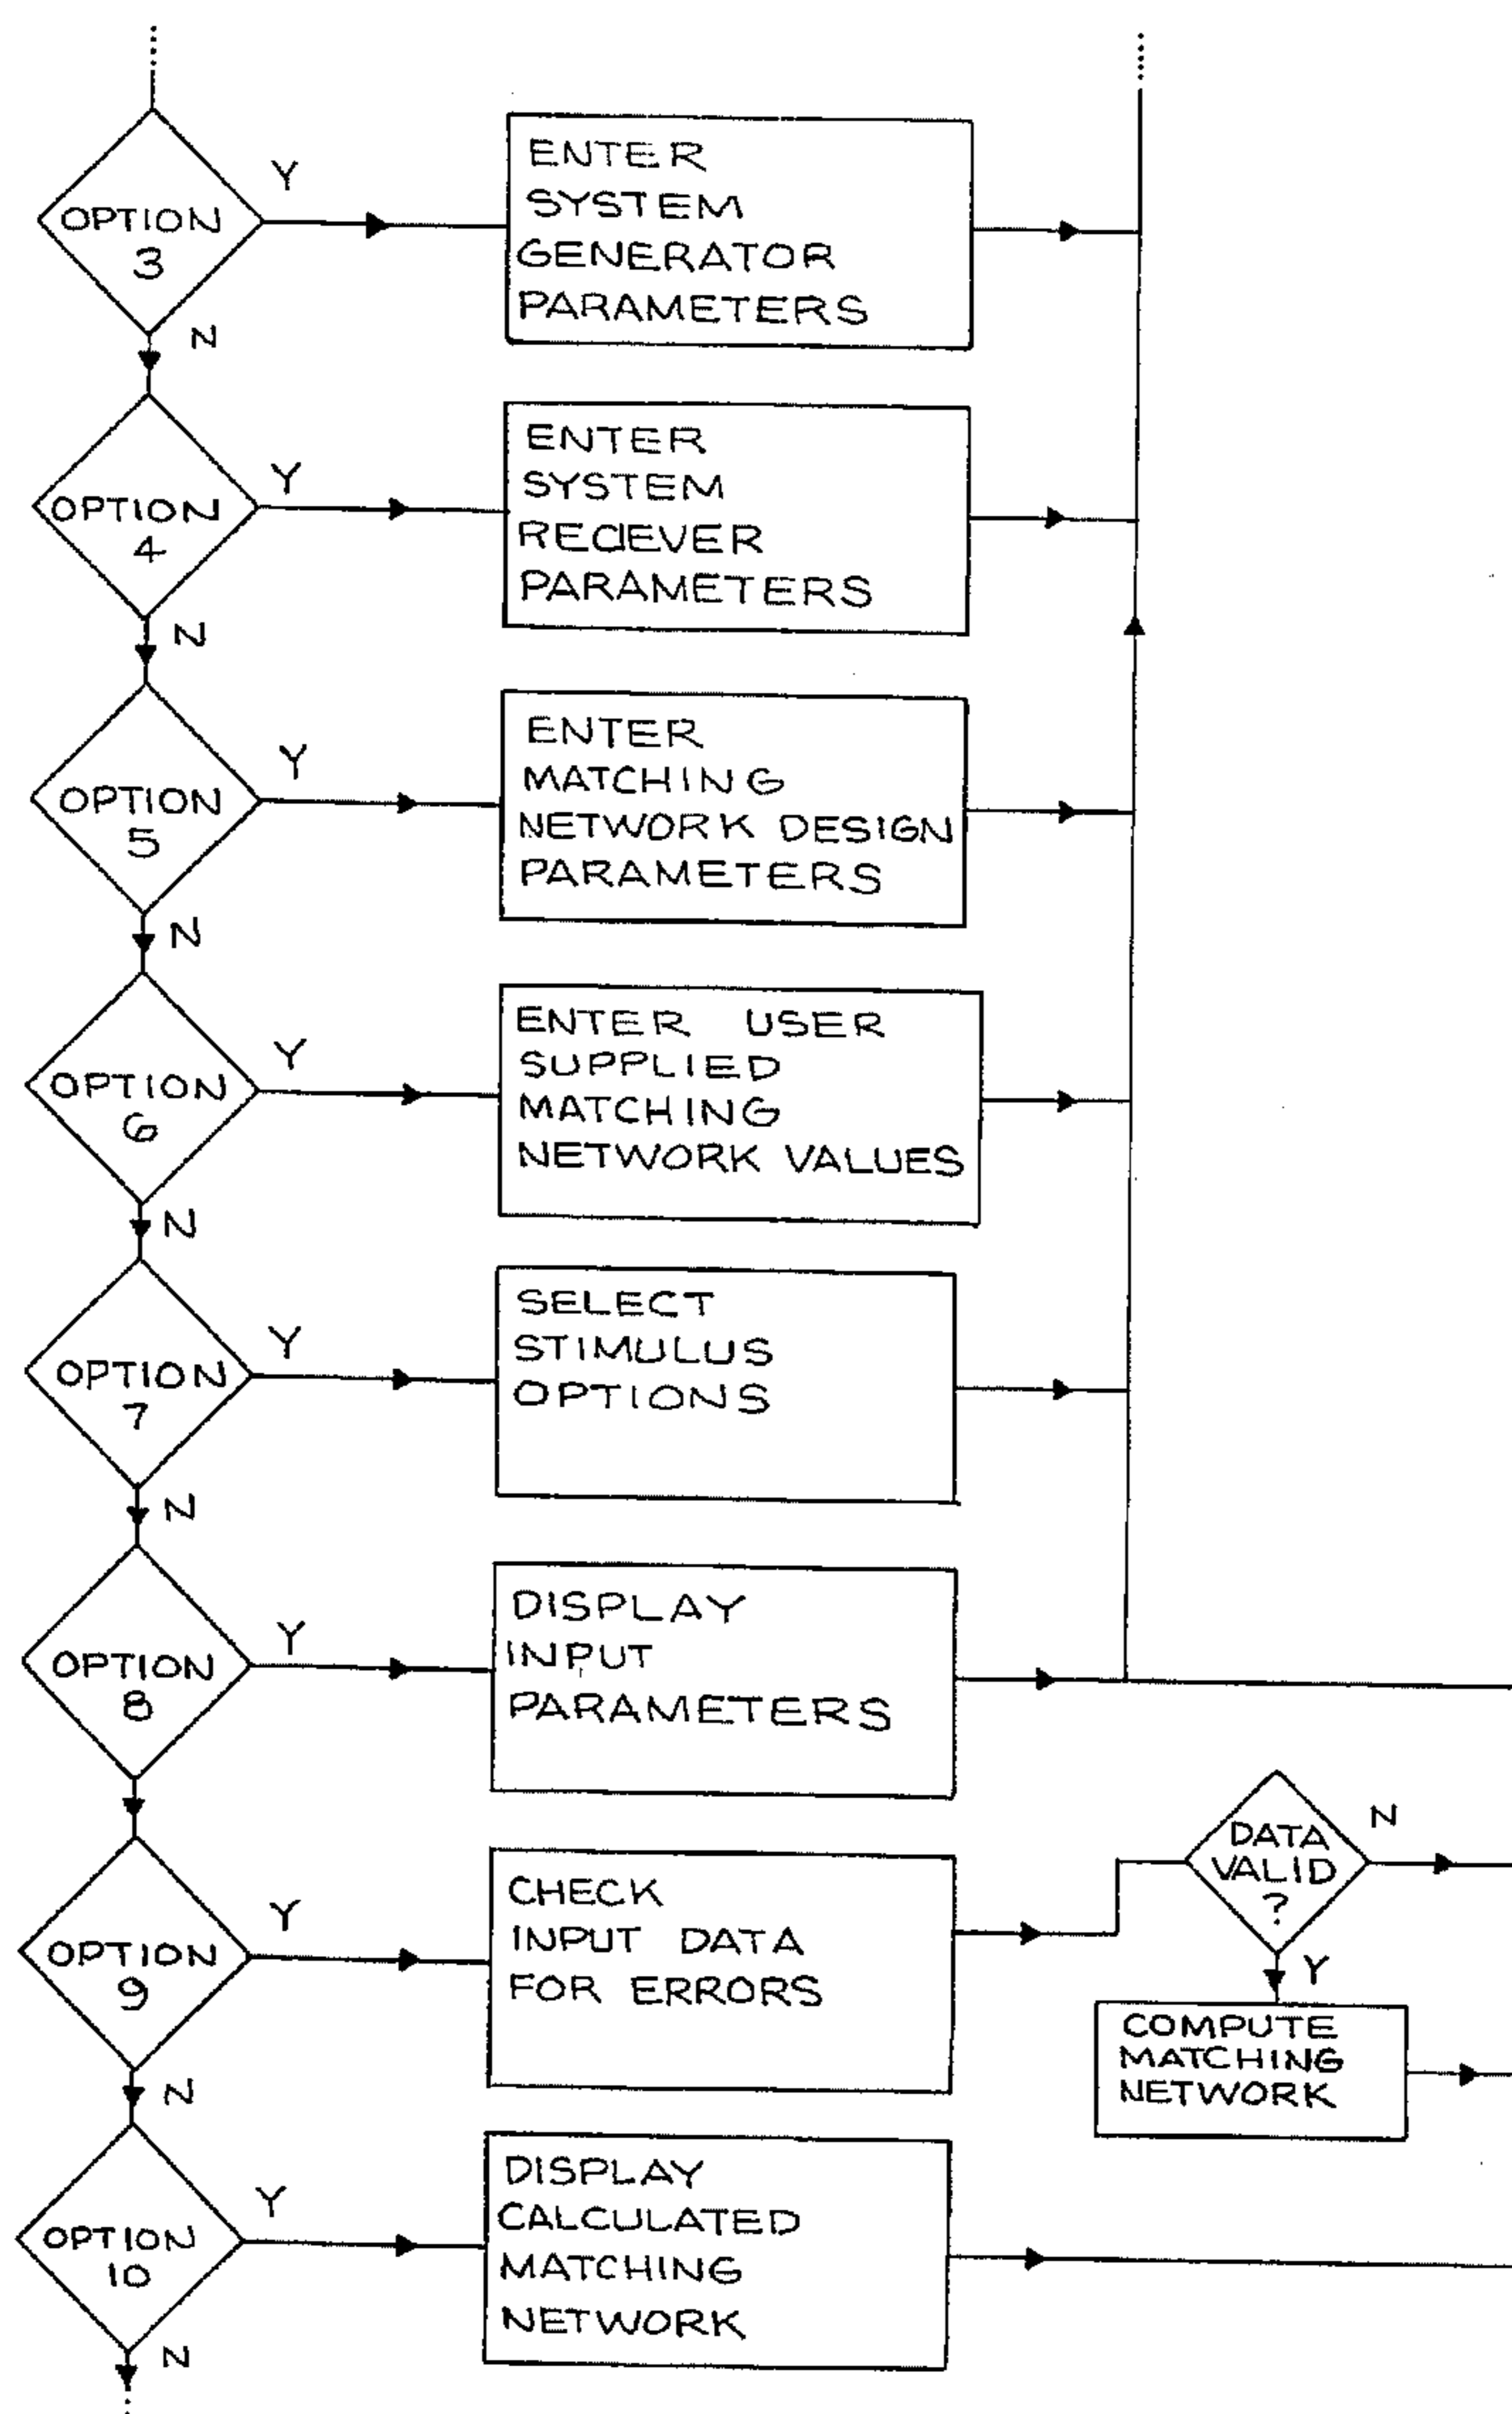 Y
OPTION
3
ENTER
SYSTEM
GENERATOR
PARAMETERS
N
Y
OPTION
4
ENTER
SYSTEM
RECIEVER
PARAMETERS
N
Y
OPTION
5
ENTER
MATCHING
NETWORK DESIGN
PARAMETERS
N
Y
OPTION
6
ENTER USER
SUPPLIED
MATCHING
NETWORK VALUES
N
Y
OPTION
7
SELECT
STIMULUS
OPTIONS
N
Y
OPTION
8
DISPLAY
INPUT
PARAMETERS
Y
OPTION
9
CHECK
INPUT DATA
FOR ERRORS
DATA
VALID
?
N
Y
COMPUTE
MATCHING
NETWORK
N
Y
OPTION
10
DISPLAY
CALCULATED
MATCHING
NETWORK
N